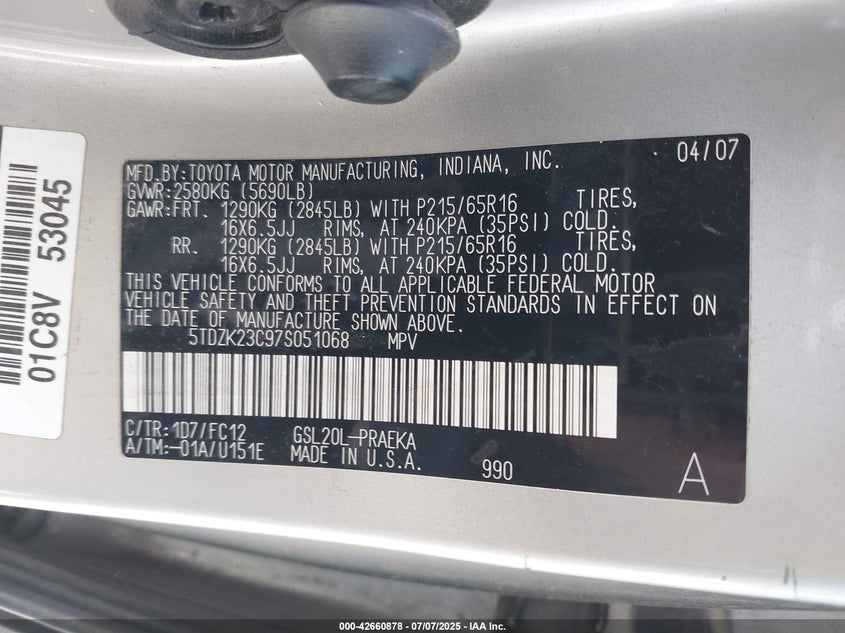 MFD.BY:TOYOTA MOTOR MANUFACTURING, INDIANA, INC. 04/07
GVWR:2580KG (5690LB)
GAWR:FRT. 1290KG (2845LB) WITH P215/65R16 TIRES,
16X6.5JJ RIMS, AT 240KPA (35PSI) COLD.
RR. 1290KG (2845LB) WITH P215/65R16 TIRES,
16X6.5JJ RIMS, AT 240KPA (35PSI) COLD.
THIS VEHICLE CONFORMS TO ALL APPLICABLE FEDERAL MOTOR
VEHICLE SAFETY AND THEFT PREVENTION STANDARDS IN EFFECT ON
THE DATE OF MANUFACTURE SHOWN ABOVE.
5TDZK23C97S051068 MPV
C/TR:1D7/FC12 GSL20L-PRAEKA
A/TM:-01A/U151E MADE IN U.S.A. 990 A
01C8V 53045
000-42660878 - 07/07/2025 - IAA Inc.